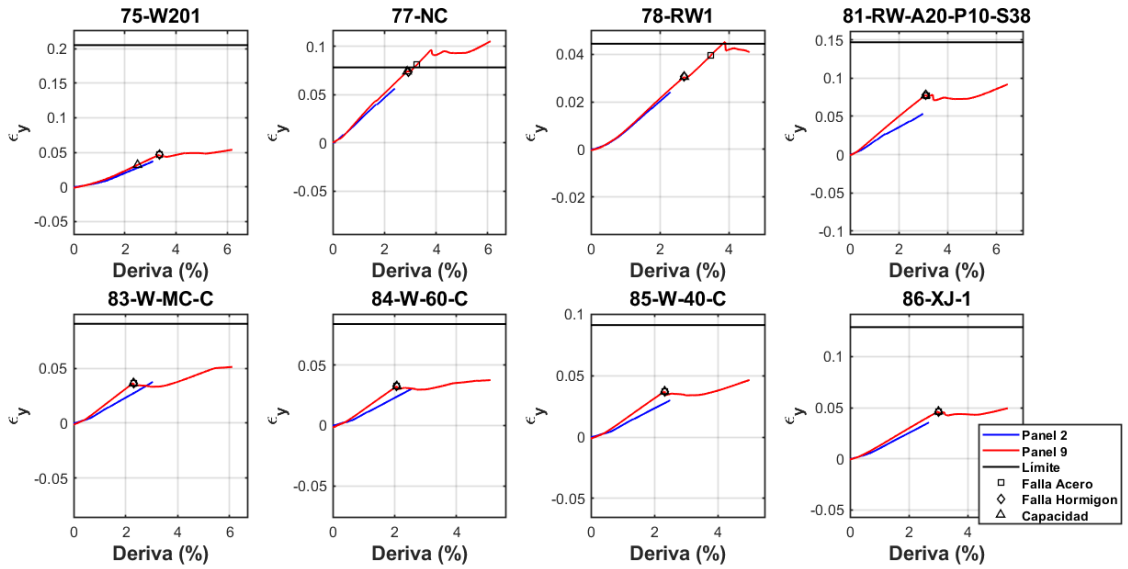 75-W201
77-NC
78-RW1
81-RW-A20-P10-S38
0.2
0.15
0.1
0.05
0
-0.05
ϵy
0 2 4 6
Deriva (%)
0.1
0.05
0
-0.05
ϵy
0 2 4 6
Deriva (%)
0.04
0.02
0
-0.02
ϵy
0 2 4
Deriva (%)
0.15
0.1
0.05
0
-0.05
-0.1
ϵy
0 2 4 6
Deriva (%)
83-W-MC-C
84-W-60-C
85-W-40-C
86-XJ-1
0.05
0
-0.05
ϵy
0 2 4 6
Deriva (%)
0.05
0
-0.05
ϵy
0 2 4
Deriva (%)
0.1
0.05
0
-0.05
ϵy
0 2 4
Deriva (%)
0.1
0.05
0
-0.05
ϵy
0 2 4
Deriva (%)
Panel 2
Panel 9
Límite
Falla Acero
Falla Hormigon
Capacidad